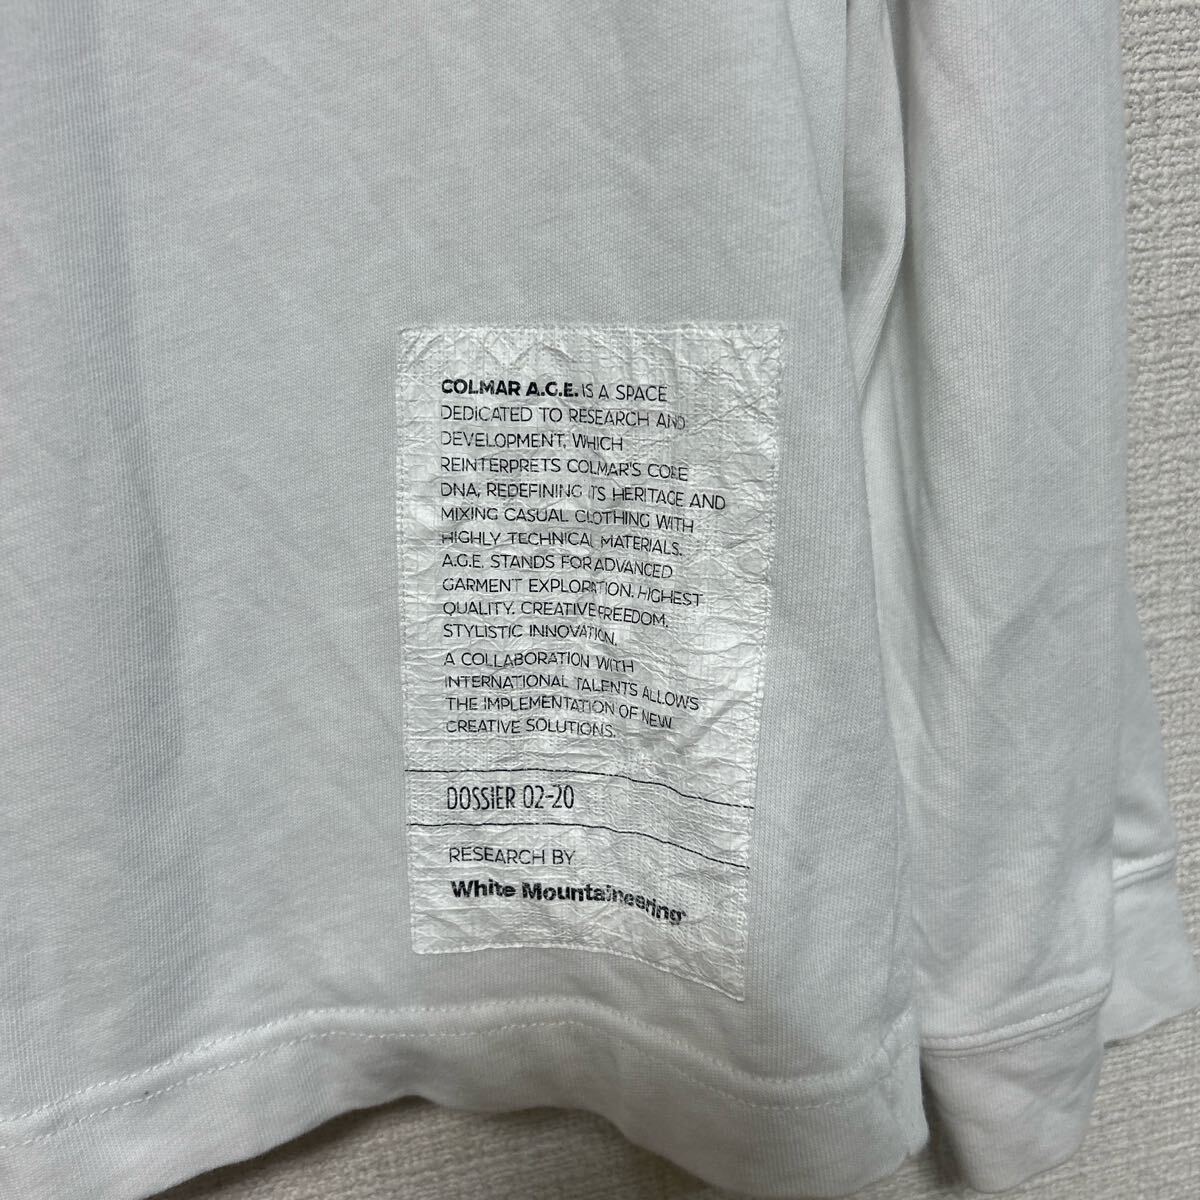 COLMAR A.G.E. IS A SPACE
DEDICATED TO RESEARCH AND
DEVELOPMENT, WHICH
REINTERPRETS COLMAR'S CORE
DNA, REDEFINING ITS HERITAGE AND
MIXING CASUAL CLOTHING WITH
HIGHLY TECHNICAL MATERIALS.
A.G.E. STANDS FOR ADVANCED
GARMENT EXPLORATION. HIGHEST
QUALITY. CREATIVE FREEDOM.
STYLISTIC INNOVATION.
A COLLABORATION WITH
INTERNATIONAL TALENTS ALLOWS
THE IMPLEMENTATION OF NEW
CREATIVE SOLUTIONS.
DOSSIER 02-20
RESEARCH BY
White Mountaineering®